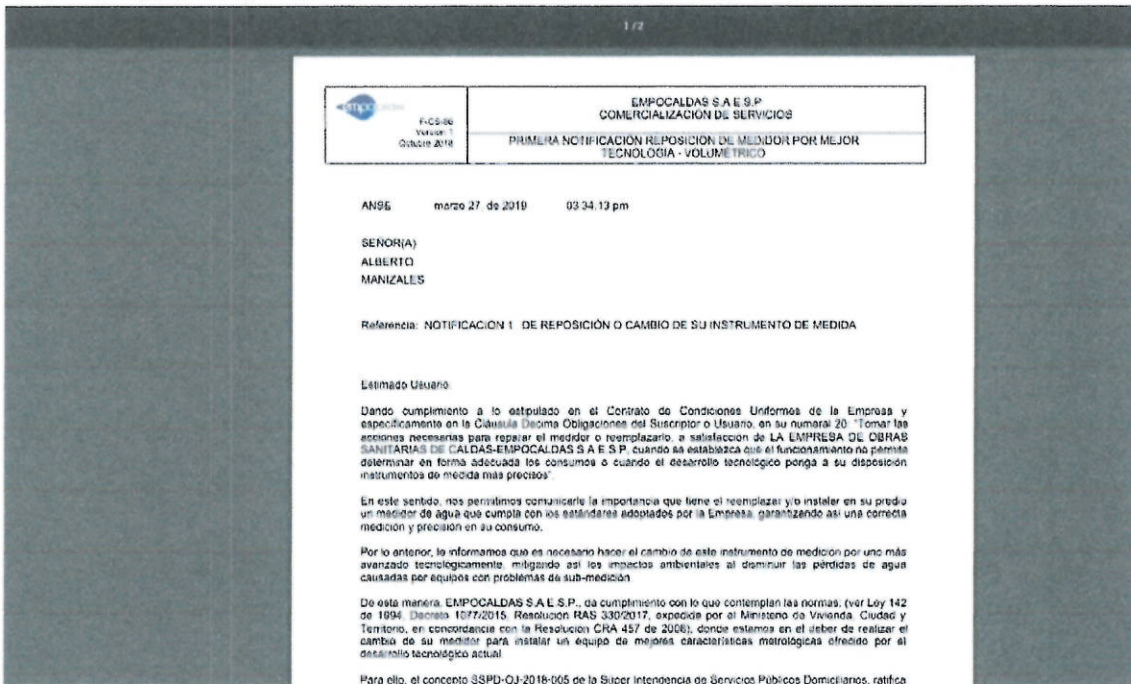 1 / 2
empocaldas
F-CS-86
Version 1
Octubre 2018
EMPOCALDAS S.A E.S.P
COMERCIALIZACIÓN DE SERVICIOS
PRIMERA NOTIFICACIÓN REPOSICIÓN DE MEDIDOR POR MEJOR
TECNOLOGIA - VOLUMETRICO
ANSE marzo 27 de 2019 03:34:13 pm
SEÑOR(A)
ALBERTO
MANIZALES
Referencia: NOTIFICACION 1 DE REPOSICIÓN O CAMBIO DE SU INSTRUMENTO DE MEDIDA
Estimado Usuario
Dando cumplimiento a lo estipulado en el Contrato de Condiciones Uniformes de la Empresa y
específicamente en la Cláusula Decima Obligaciones del Suscriptor o Usuario, en su numeral 20: "Tomar las
acciones necesarias para reparar el medidor o reemplazarlo, a satisfacción de LA EMPRESA DE OBRAS
SANITARIAS DE CALDAS-EMPOCALDAS S A E S P, cuando se establezca que el funcionamiento no permita
determinar en forma adecuada los consumos o cuando el desarrollo tecnológico ponga a su disposición
instrumentos de medida más precisos".
En este sentido, nos permitimos comunicarle la importancia que tiene el reemplazar y/o instalar en su predio
un medidor de agua que cumpla con los estándares adoptados por la Empresa, garantizando así una correcta
medición y precisión en su consumo.
Por lo anterior, le informamos que es necesario hacer el cambio de este instrumento de medición por uno más
avanzado tecnológicamente, mitigando así los impactos ambientales al disminuir las pérdidas de agua
causadas por equipos con problemas de sub-medición
De esta manera, EMPOCALDAS S.A E.S.P., da cumplimiento con lo que contemplan las normas: (ver Ley 142
de 1994, Decreto 1077/2015, Resolución RAS 330/2017, expedida por el Ministerio de Vivienda, Ciudad y
Territorio, en concordancia con la Resolución CRA 457 de 2008), donde estamos en el deber de realizar el
cambio de su medidor para instalar un equipo de mejores características metrológicas ofrecido por el
desarrollo tecnológico actual
Para ello, el concepto SSPD-OJ-2018-005 de la Súper Intendencia de Servicios Públicos Domiciliarios, ratifica